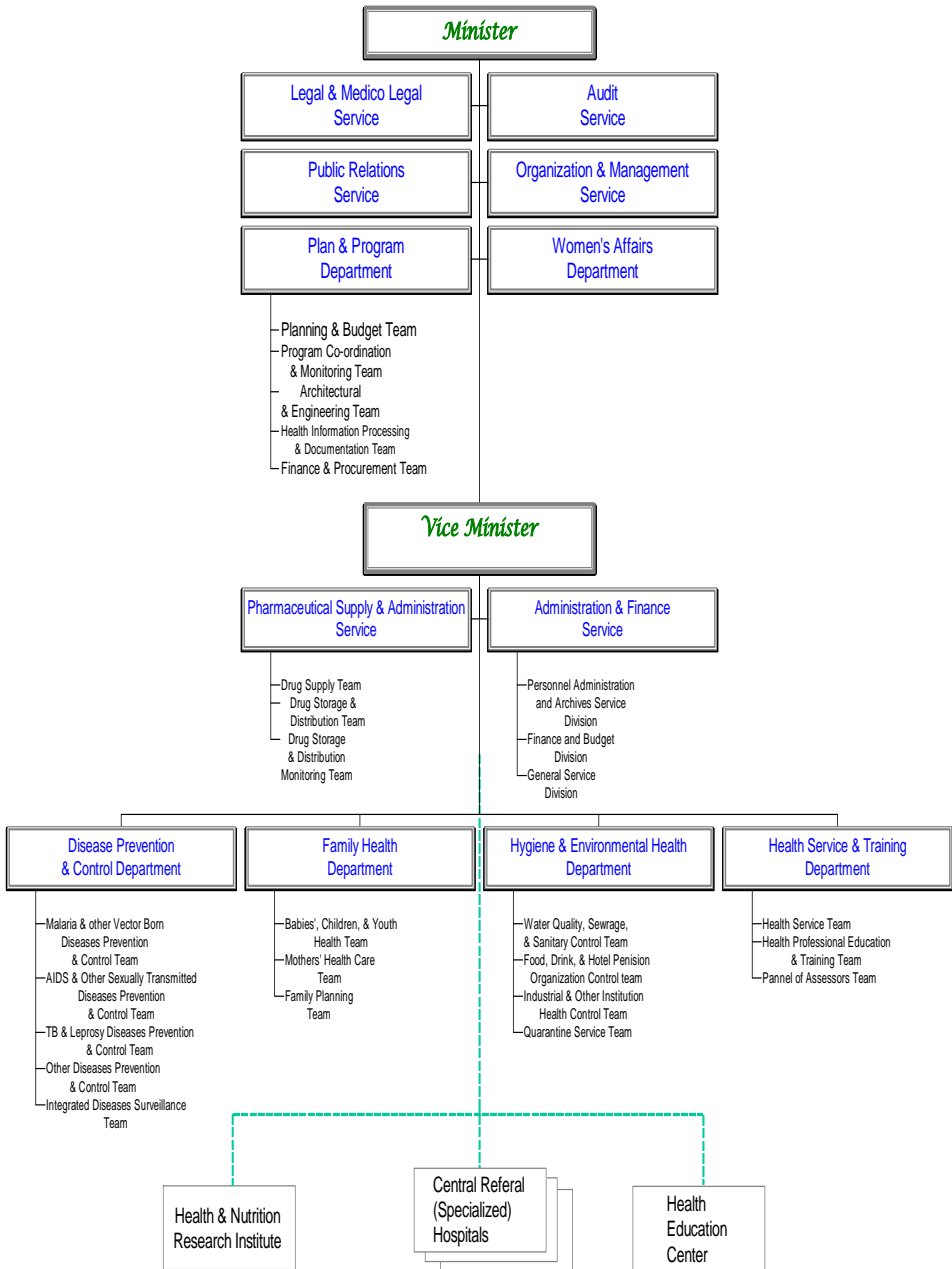 Minister
Legal & Medico Legal
Service
Audit
Service
Public Relations
Service
Organization & Management
Service
Plan & Program
Department
Women's Affairs
Department
Planning & Budget Team
Program Co-ordination
& Monitoring Team
Architectural
& Engineering Team
Health Information Processing
& Documentation Team
Finance & Procurement Team
Vice Minister
Pharmaceutical Supply & Administration
Service
Administration & Finance
Service
Drug Supply Team
Drug Storage &
Distribution Team
Drug Storage
& Distribution
Monitoring Team
Personnel Administration
and Archives Service
Division
Finance and Budget
Division
General Service
Division
Disease Prevention
& Control Department
Family Health
Department
Hygiene & Environmental Health
Department
Health Service & Training
Department
Malaria & other Vector Born
Diseases Prevention
& Control Team
AIDS & Other Sexually Transmitted
Diseases Prevention
& Control Team
TB & Leprosy Diseases Prevention
& Control Team
Other Diseases Prevention
& Control Team
Integrated Diseases Surveillance
Team
Babies', Children, & Youth
Health Team
Mothers' Health Care
Team
Family Planning
Team
Water Quality, Sewrage,
& Sanitary Control Team
Food, Drink, & Hotel Penision
Organization Control team
Industrial & Other Institution
Health Control Team
Quarantine Service Team
Health Service Team
Health Professional Education
& Training Team
Pannel of Assessors Team
Health & Nutrition
Research Institute
Central Referal
(Specialized)
Hospitals
Health
Education
Center